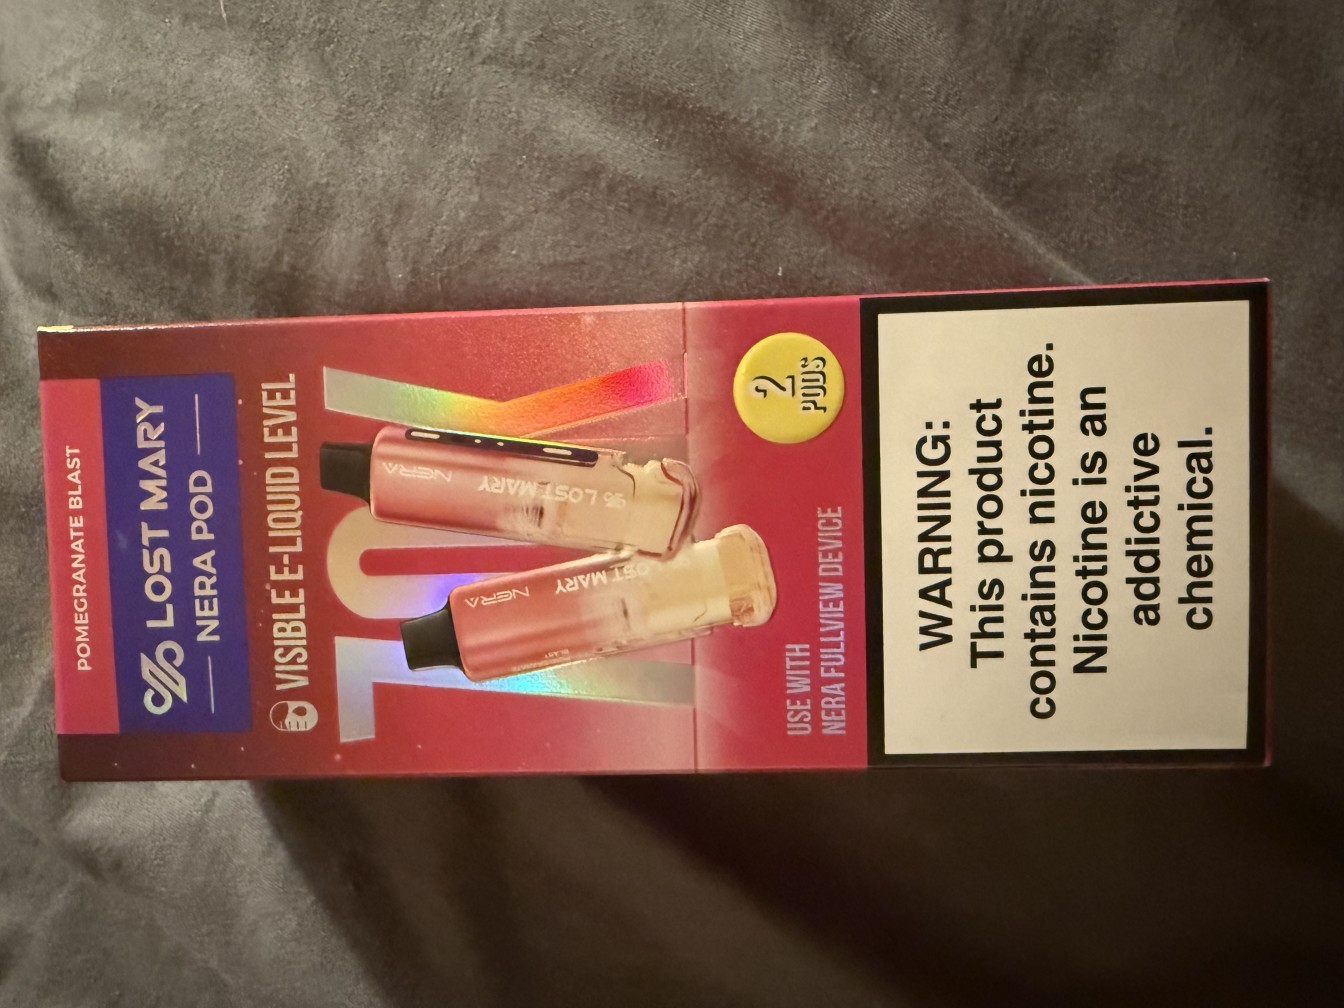 POMEGRANATE BLAST
LOST MARY
NERA POD
VISIBLE E-LIQUID LEVEL
70K
NERA
LOST MARY
NERA
LOST MARY
2
PODS
USE WITH
NERA FULLVIEW DEVICE
WARNING:
This product
contains nicotine.
Nicotine is an
addictive
chemical.